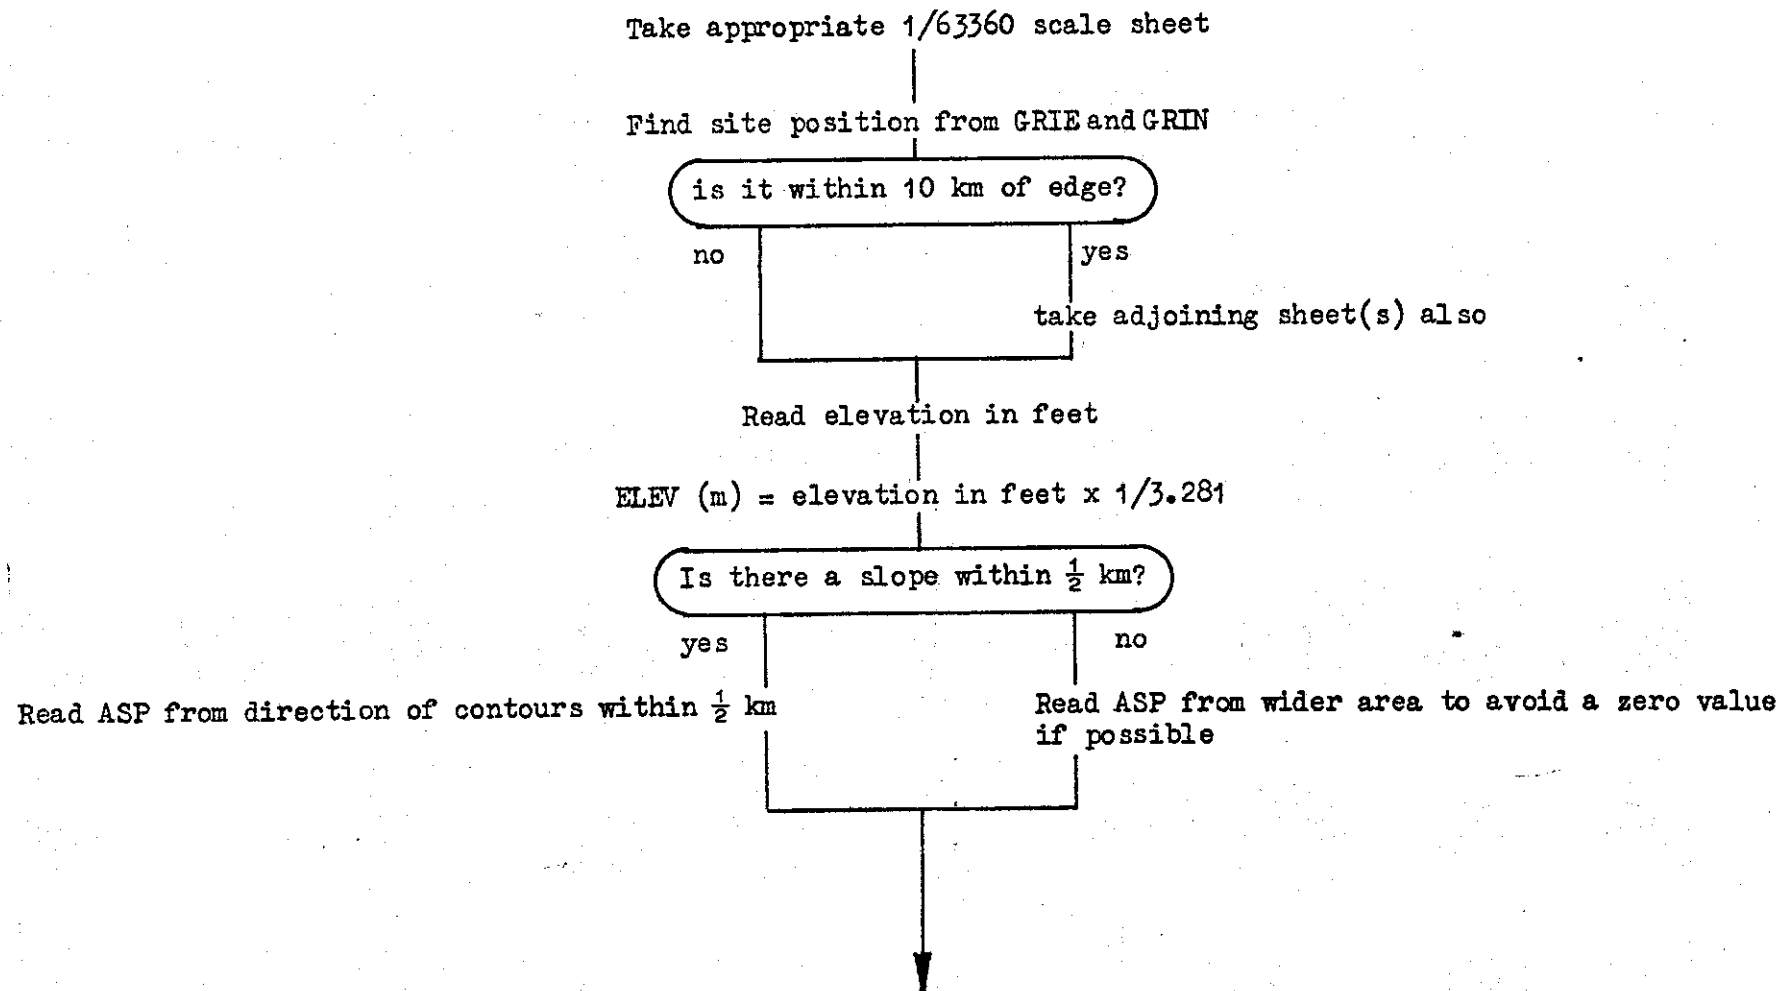 Take appropriate 1/63360 scale sheet
Find site position from GRIE and GRIN
is it within 10 km of edge?
no
yes
take adjoining sheet(s) also
Read elevation in feet
ELEV (m) = elevation in feet x 1/3.281
Is there a slope within ½ km?
yes
no
Read ASP from direction of contours within ½ km
Read ASP from wider area to avoid a zero value
if possible